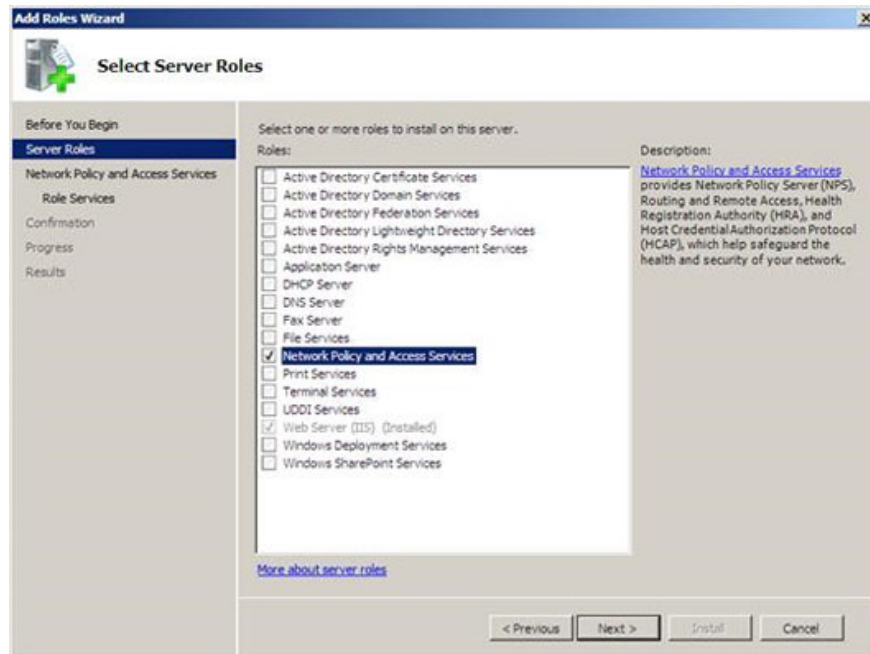 Add Roles Wizard
Select Server Roles
Before You Begin
Server Roles
Network Policy and Access Services
Role Services
Confirmation
Progress
Results
Select one or more roles to install on this server.
Roles:
Active Directory Certificate Services
Active Directory Domain Services
Active Directory Federation Services
Active Directory Lightweight Directory Services
Active Directory Rights Management Services
Application Server
DHCP Server
DNS Server
Fax Server
File Services
Network Policy and Access Services
Print Services
Terminal Services
UDDI Services
Web Server (IIS) (Installed)
Windows Deployment Services
Windows SharePoint Services
More about server roles
Description:
Network Policy and Access Services
provides Network Policy Server (NPS),
Routing and Remote Access, Health
Registration Authority (HRA), and
Host Credential Authorization Protocol
(HCAP), which help safeguard the
health and security of your network.
< Previous
Next >
Install
Cancel